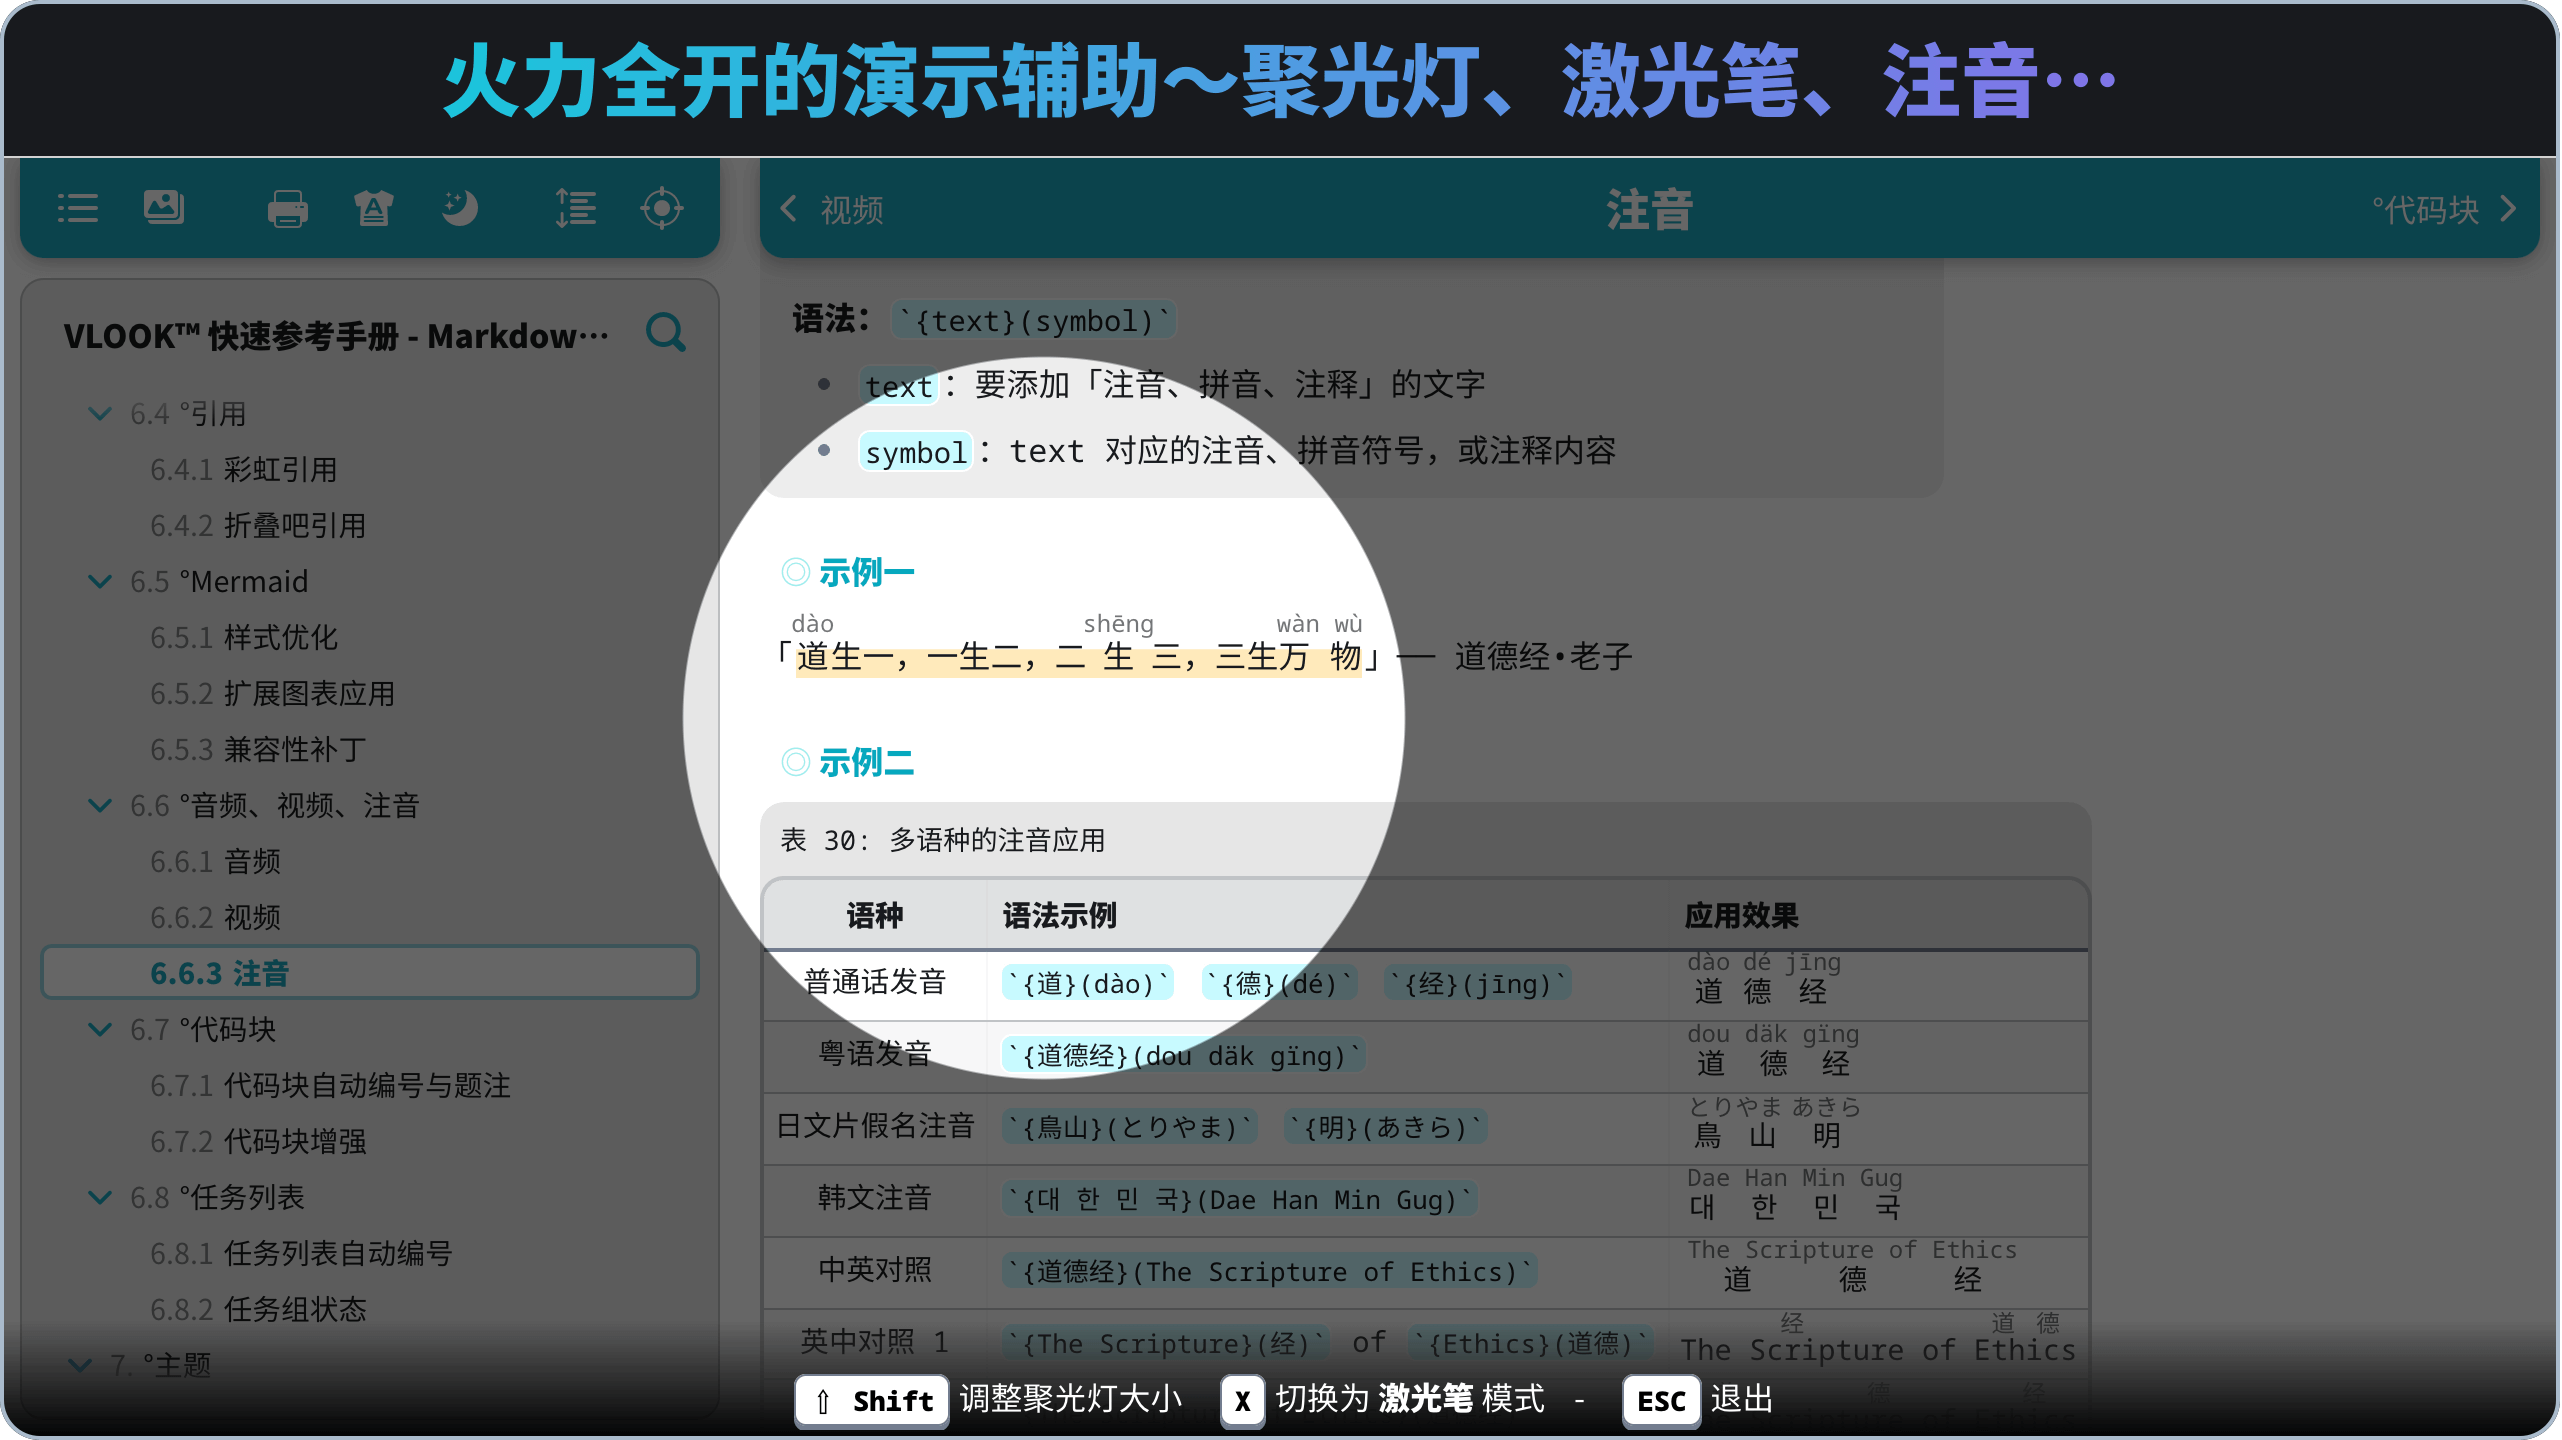 火力全开的演示辅助～聚光灯、激光笔、注音…
视频
注音
°代码块
VLOOK™ 快速参考手册 - Markdow…
6.4 °引用
6.4.1 彩虹引用
6.4.2 折叠吧引用
6.5 °Mermaid
6.5.1 样式优化
6.5.2 扩展图表应用
6.5.3 兼容性补丁
6.6 °音频、视频、注音
6.6.1 音频
6.6.2 视频
6.6.3 注音
6.7 °代码块
6.7.1 代码块自动编号与题注
6.7.2 代码块增强
6.8 °任务列表
6.8.1 任务列表自动编号
6.8.2 任务组状态
7. °主题
语法： `{text}(symbol)`
• text：要添加「注音、拼音、注释」的文字
• symbol：text 对应的注音、拼音符号，或注释内容
◎ 示例一
dào shēng wàn wù
「道生一，一生二，二 生 三，三生万 物」—— 道德经•老子
◎ 示例二
表 30: 多语种的注音应用
语种 语法示例 应用效果
dào dé jīng
普通话发音 `{道}(dào)` `{德}(dé)` `{经}(jīng)` 道 德 经
dou däk gïng
粤语发音 `{道德经}(dou däk gïng)` 道 德 经
とりやま あきら
日文片假名注音 `{鳥山}(とりやま)` `{明}(あきら)` 鳥 山 明
Dae Han Min Gug
韩文注音 `{대 한 민 국}(Dae Han Min Gug)` 대 한 민 국
The Scripture of Ethics
中英对照 `{道德经}(The Scripture of Ethics)` 道 德 经
经 道 德
英中对照 1 `{The Scripture}(经)` of `{Ethics}(道德)` The Scripture of Ethics
德 经
⇧ Shift 调整聚光灯大小 X 切换为 激光笔 模式 - ESC 退出